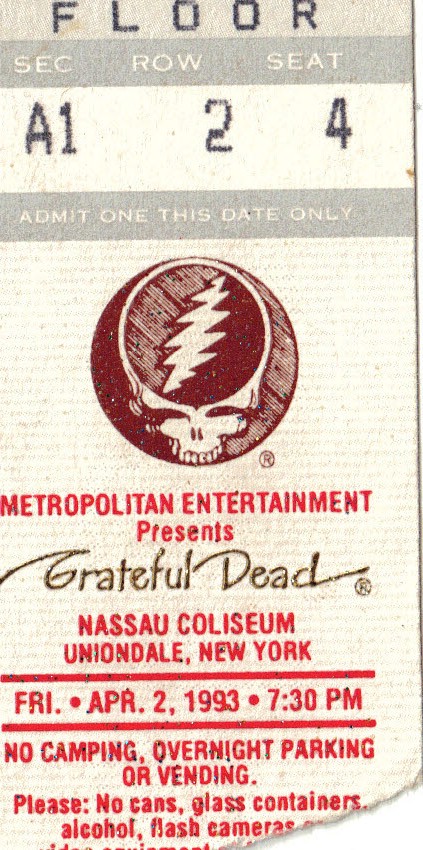 FLOOR
SEC ROW SEAT
A1 2 4
ADMIT ONE THIS DATE ONLY
®
METROPOLITAN ENTERTAINMENT
Presents
Grateful Dead ®
NASSAU COLISEUM
UNIONDALE, NEW YORK
FRI. • APR. 2, 1993 • 7:30 PM
NO CAMPING, OVERNIGHT PARKING
OR VENDING.
Please: No cans, glass containers.
alcohol, flash cameras
video equipment